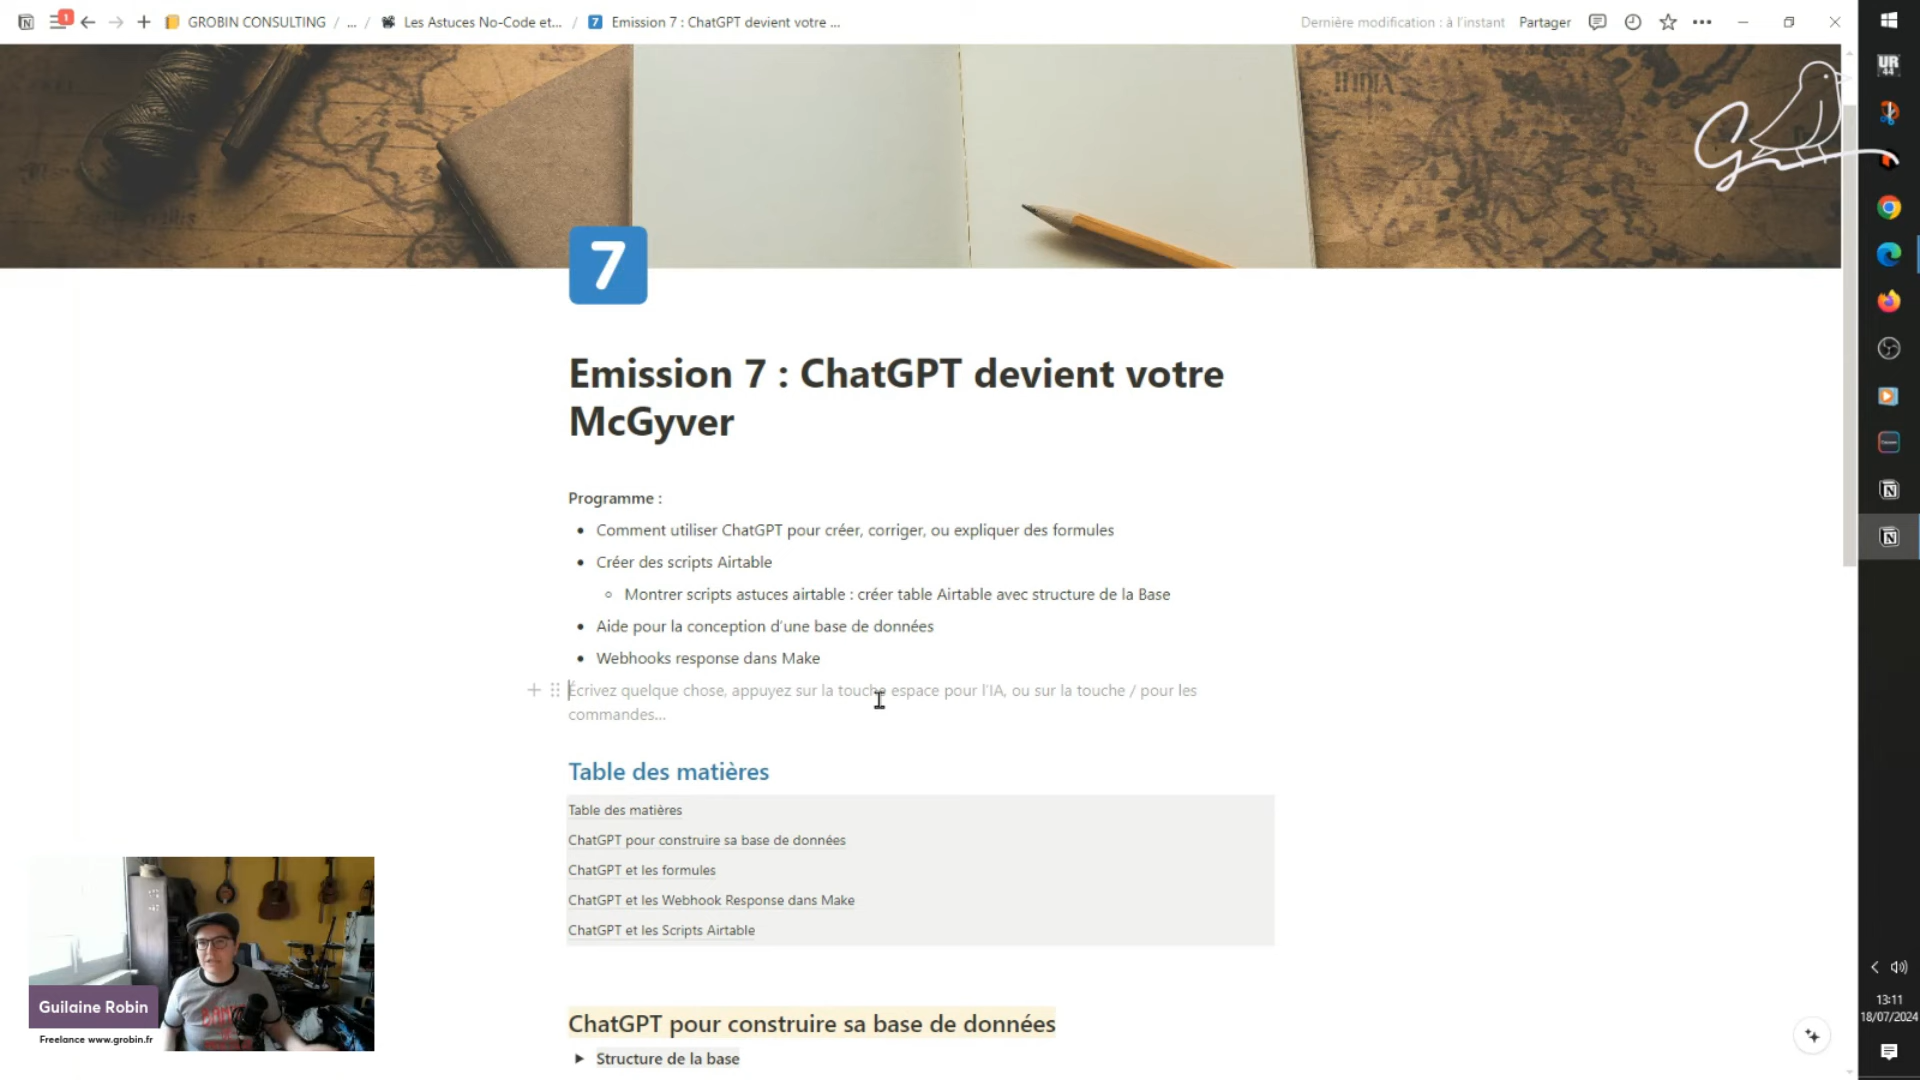 1
GROBIN CONSULTING / ... / Les Astuces No-Code et... / 7 Emission 7 : ChatGPT devient votre ...
Dernière modification : à l'instant Partager
UR
44
INDIA
Gr
7
Emission 7 : ChatGPT devient votre
McGyver
Programme :
• Comment utiliser ChatGPT pour créer, corriger, ou expliquer des formules
• Créer des scripts Airtable
◦ Montrer scripts astuces airtable : créer table Airtable avec structure de la Base
• Aide pour la conception d'une base de données
• Webhooks response dans Make
Écrivez quelque chose, appuyez sur la touche espace pour l'IA, ou sur la touche / pour les
commandes...
Table des matières
Table des matières
ChatGPT pour construire sa base de données
ChatGPT et les formules
ChatGPT et les Webhook Response dans Make
ChatGPT et les Scripts Airtable
ChatGPT pour construire sa base de données
Structure de la base
Guilaine Robin
Freelance www.grobin.fr
13:11
18/07/2024